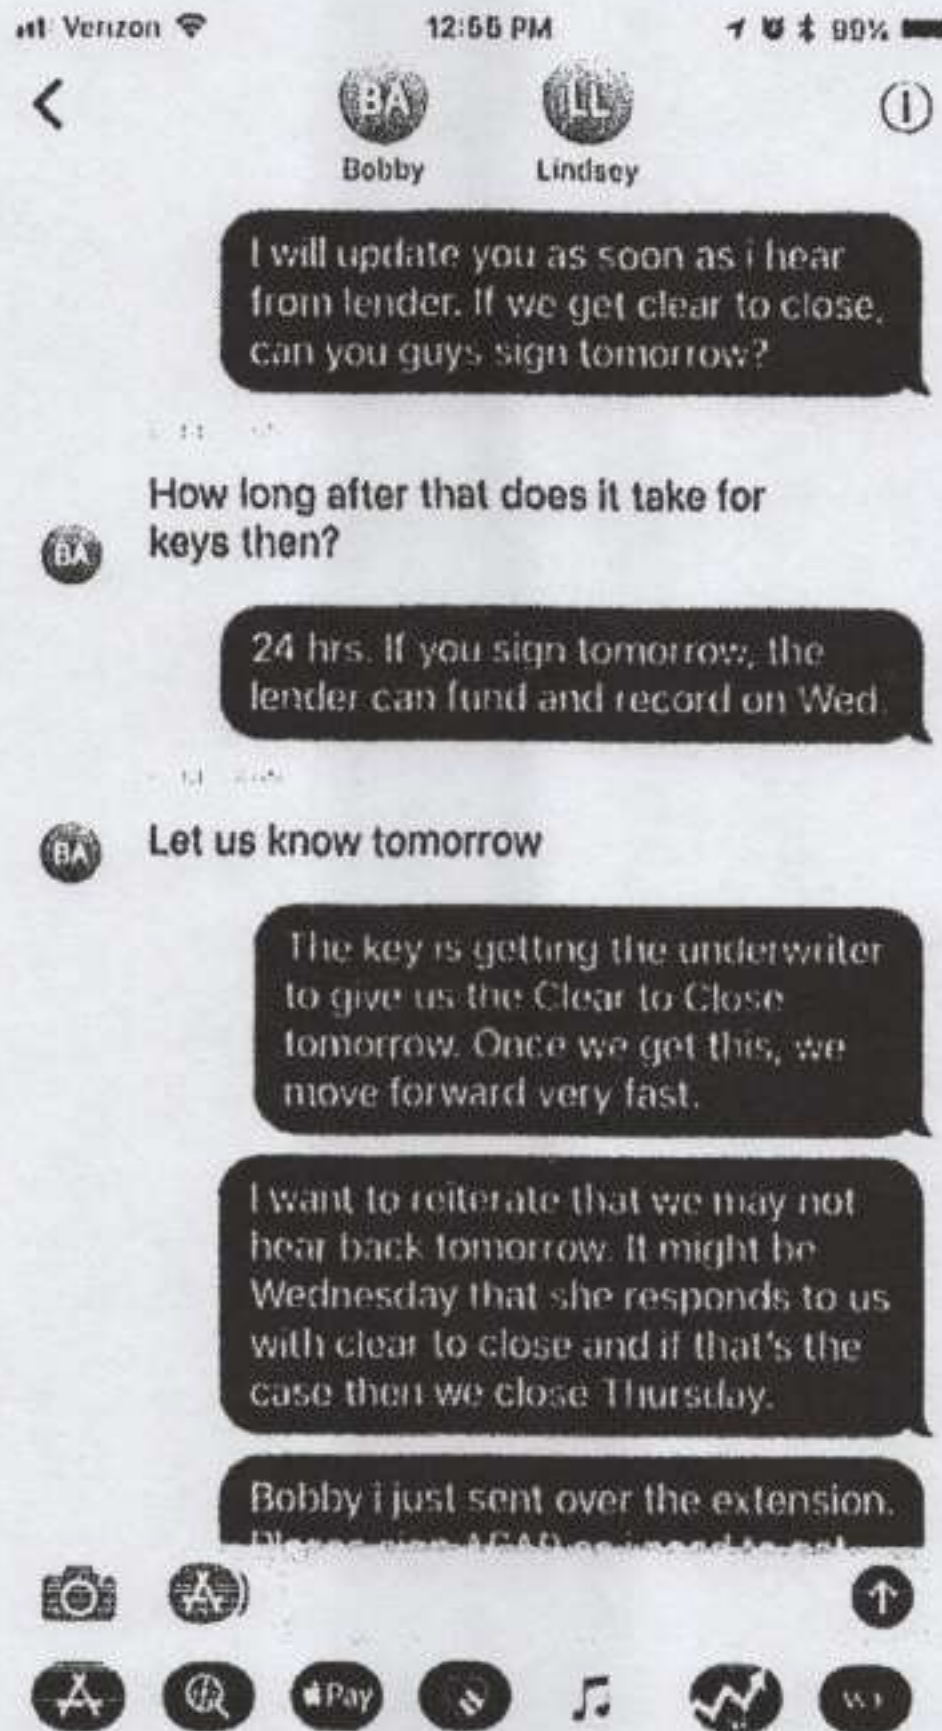 Verizon
12:55 PM
99%
BA
LL
Bobby
Lindsey
I will update you as soon as i hear
from lender. If we get clear to close,
can you guys sign tomorrow?
How long after that does it take for
keys then?
BA
24 hrs. If you sign tomorrow, the
lender can fund and record on Wed.
BA
Let us know tomorrow
The key is getting the underwriter
to give us the Clear to Close
tomorrow. Once we get this, we
move forward very fast.
I want to reiterate that we may not
hear back tomorrow. It might be
Wednesday that she responds to us
with clear to close and if that's the
case then we close Thursday.
Bobby i just sent over the extension.
Pay